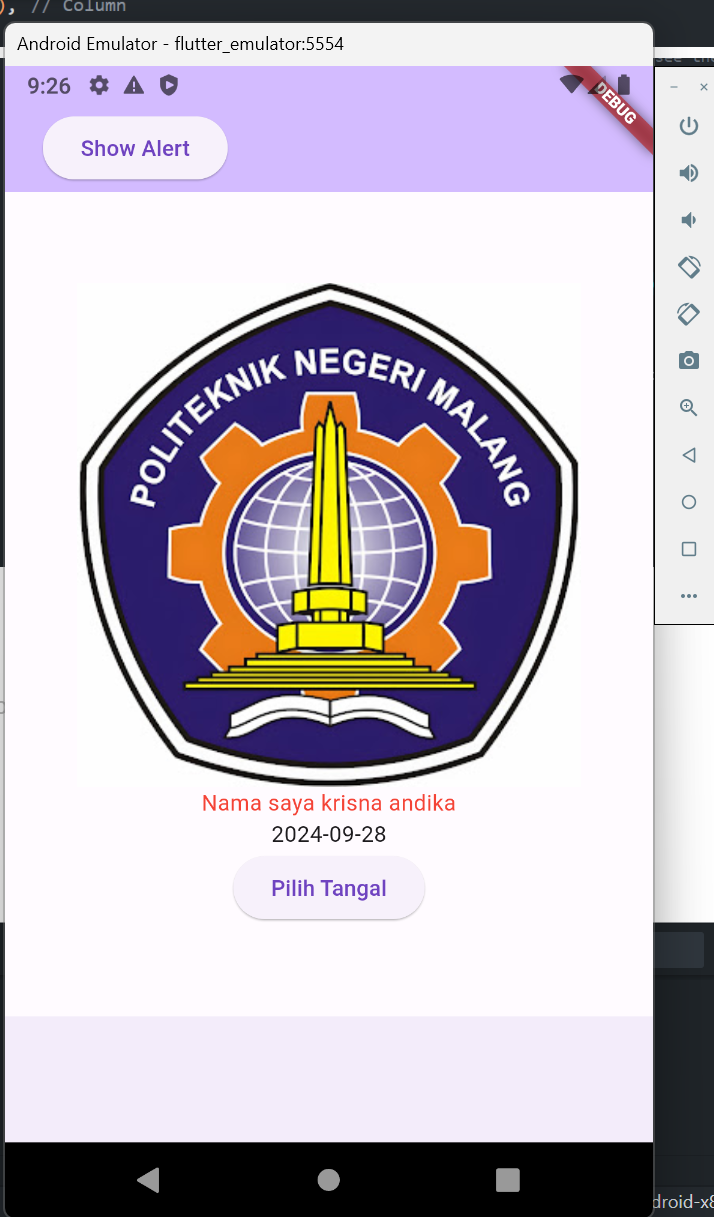 ), // Column
Android Emulator - flutter_emulator:5554
9:26
DEBUG
Show Alert
POLITEKNIK NEGERI MALANG
Nama saya krisna andika
2024-09-28
Pilih Tangal
droid-x8